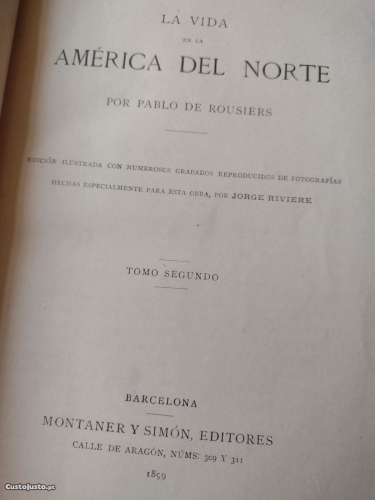 LA VIDA
EN LA
AMÉRICA DEL NORTE
POR PABLO DE ROUSIERS
EDICIÓN ILUSTRADA CON NUMEROSOS GRABADOS REPRODUCIDOS DE FOTOGRAFÍAS
HECHAS ESPECIALMENTE PARA ESTA OBRA, POR JORGE RIVIERE
TOMO SEGUNDO
BARCELONA
MONTANER Y SIMÓN, EDITORES
CALLE DE ARAGÓN, NÚMS: 309 Y 311
1899
© CustoJusto.pt